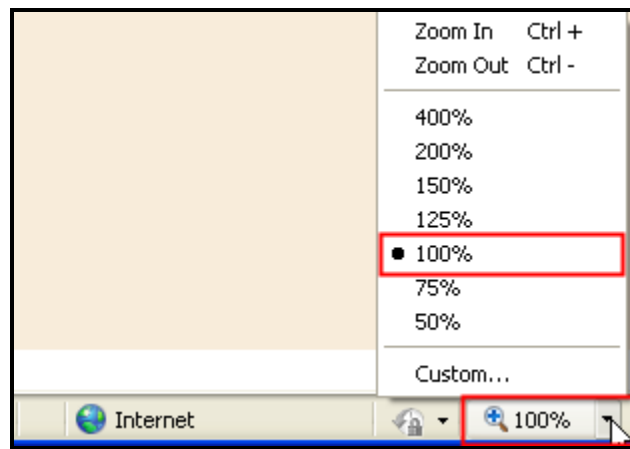 Zoom In Ctrl +
Zoom Out Ctrl -
400%
200%
150%
125%
100%
75%
50%
Custom...
Internet 100%